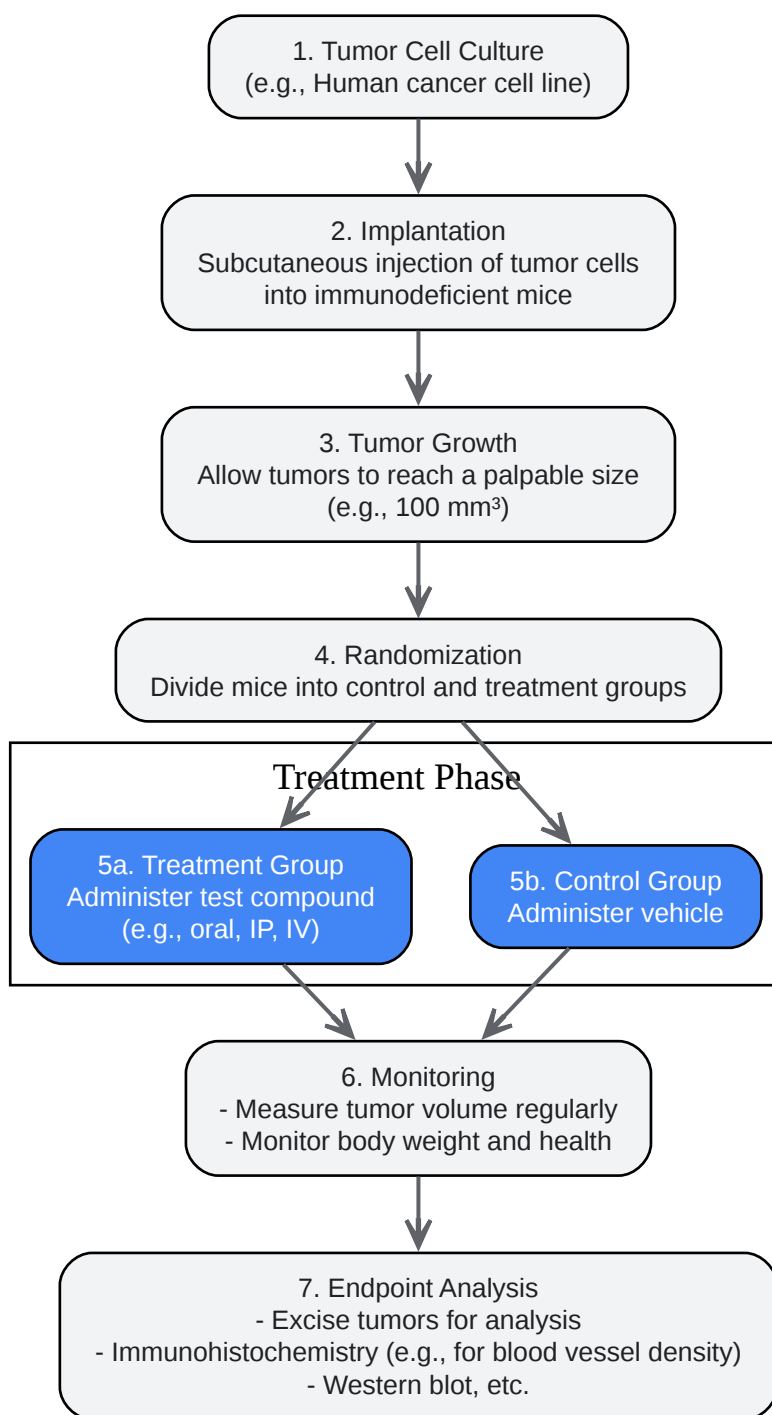 1. Tumor Cell Culture
(e.g., Human cancer cell line)
2. Implantation
Subcutaneous injection of tumor cells
into immunodeficient mice
3. Tumor Growth
Allow tumors to reach a palpable size
(e.g., 100 mm³)
4. Randomization
Divide mice into control and treatment groups
Treatment Phase
5a. Treatment Group
Administer test compound
(e.g., oral, IP, IV)
5b. Control Group
Administer vehicle
6. Monitoring
- Measure tumor volume regularly
- Monitor body weight and health
7. Endpoint Analysis
- Excise tumors for analysis
- Immunohistochemistry (e.g., for blood vessel density)
- Western blot, etc.